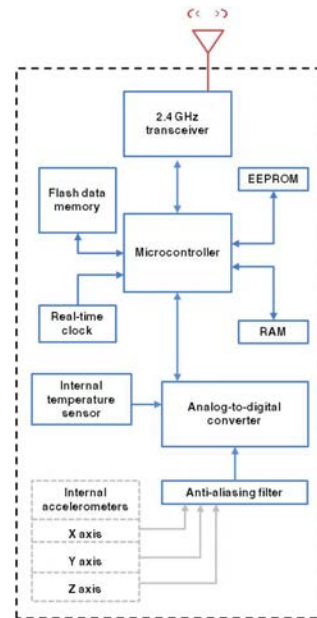 2.4 GHz
transceiver
Flash data
memory
EEPROM
Microcontroller
Real-time
clock
RAM
Internal
temperature
sensor
Analog-to-digital
converter
Internal
accelerometers
Anti-aliasing filter
X axis
Y axis
Z axis